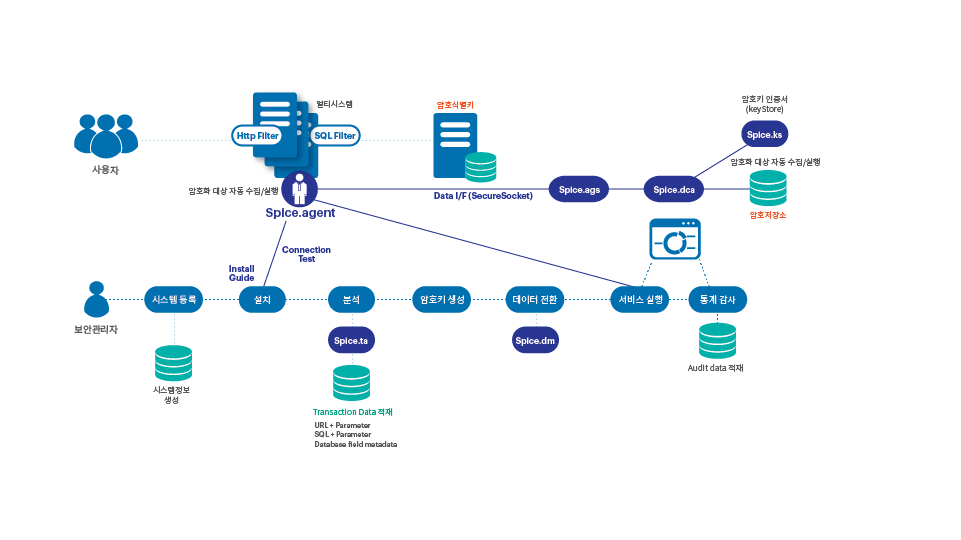 멀티시스템
Http Filter
SQL Filter
사용자
암호식별키
암호키 인증서
(keyStore)
Spice.ks
암호화 대상 자동 수집/실행
암호화 대상 자동 수집/실행
Spice.agent
Data I/F (SecureSocket)
Spice.ags
Spice.dca
암호저장소
Connection
Test
Install
Guide
보안관리자
시스템 등록
설치
분석
암호키 생성
데이터 전환
서비스 실행
통계 감사
시스템정보
생성
Spice.ta
Spice.dm
Audit data 적재
Transaction Data 적재
URL + Parameter
SQL + Parameter
Database field metadata